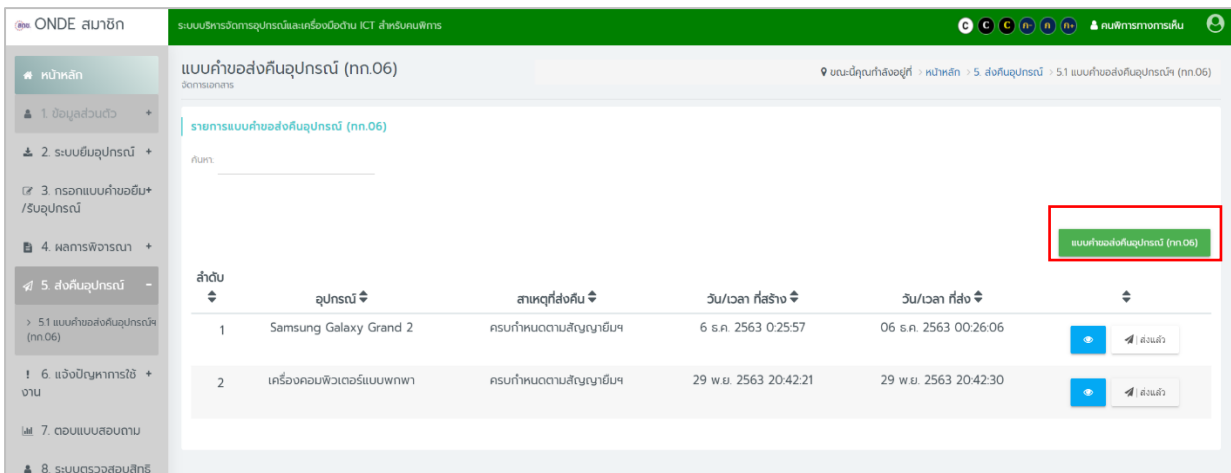 สดช. ONDE สมาชิก
ระบบบริหารจัดการอุปกรณ์และเครื่องมือด้าน ICT สำหรับคนพิการ
C C C ก- ก ก+ คนพิการทางการเห็น
หน้าหลัก
1. ข้อมูลส่วนตัว +
2. ระบบยืมอุปกรณ์ +
3. กรอกแบบคำขอยืม+
/รับอุปกรณ์
4. ผลการพิจารณา +
5. ส่งคืนอุปกรณ์ -
> 5.1 แบบคำขอส่งคืนอุปกรณ์ฯ
(ทก.06)
! 6. แจ้งปัญหาการใช้ +
งาน
7. ตอบแบบสอบถาม
8. ระบบตรวจสอบสิทธิ
แบบคำขอส่งคืนอุปกรณ์ (ทก.06)
จัดการเอกสาร
ขณะนี้คุณกำลังอยู่ที่ > หน้าหลัก > 5. ส่งคืนอุปกรณ์ > 5.1 แบบคำขอส่งคืนอุปกรณ์ฯ (ทก.06)
รายการแบบคำขอส่งคืนอุปกรณ์ (ทก.06)
ค้นหา:
แบบคำขอส่งคืนอุปกรณ์ (ทก.06)
ลำดับ อุปกรณ์ สาเหตุที่ส่งคืน วัน/เวลา ที่สร้าง วัน/เวลา ที่ส่ง
1 Samsung Galaxy Grand 2 ครบกำหนดตามสัญญายืมฯ 6 ธ.ค. 2563 0:25:57 06 ธ.ค. 2563 00:26:06 | ส่งแล้ว
2 เครื่องคอมพิวเตอร์แบบพกพา ครบกำหนดตามสัญญายืมฯ 29 พ.ย. 2563 20:42:21 29 พ.ย. 2563 20:42:30 | ส่งแล้ว